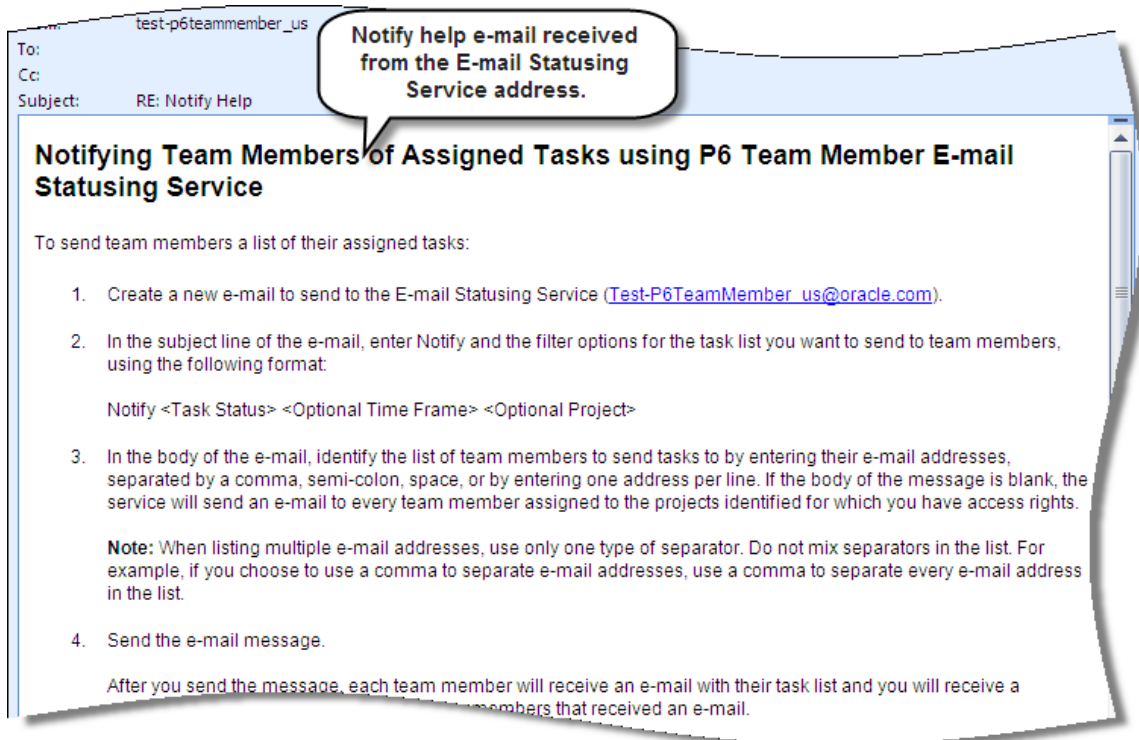 test-p6teammember_us
To:
Cc:
Subject: RE: Notify Help
Notify help e-mail received
from the E-mail Statusing
Service address.
Notifying Team Members of Assigned Tasks using P6 Team Member E-mail
Statusing Service
To send team members a list of their assigned tasks:
1. Create a new e-mail to send to the E-mail Statusing Service (Test-P6TeamMember_us@oracle.com).
2. In the subject line of the e-mail, enter Notify and the filter options for the task list you want to send to team members,
using the following format:
Notify <Task Status> <Optional Time Frame> <Optional Project>
3. In the body of the e-mail, identify the list of team members to send tasks to by entering their e-mail addresses,
separated by a comma, semi-colon, space, or by entering one address per line. If the body of the message is blank, the
service will send an e-mail to every team member assigned to the projects identified for which you have access rights.
Note: When listing multiple e-mail addresses, use only one type of separator. Do not mix separators in the list. For
example, if you choose to use a comma to separate e-mail addresses, use a comma to separate every e-mail address
in the list.
4. Send the e-mail message.
After you send the message, each team member will receive an e-mail with their task list and you will receive a
members that received an e-mail.